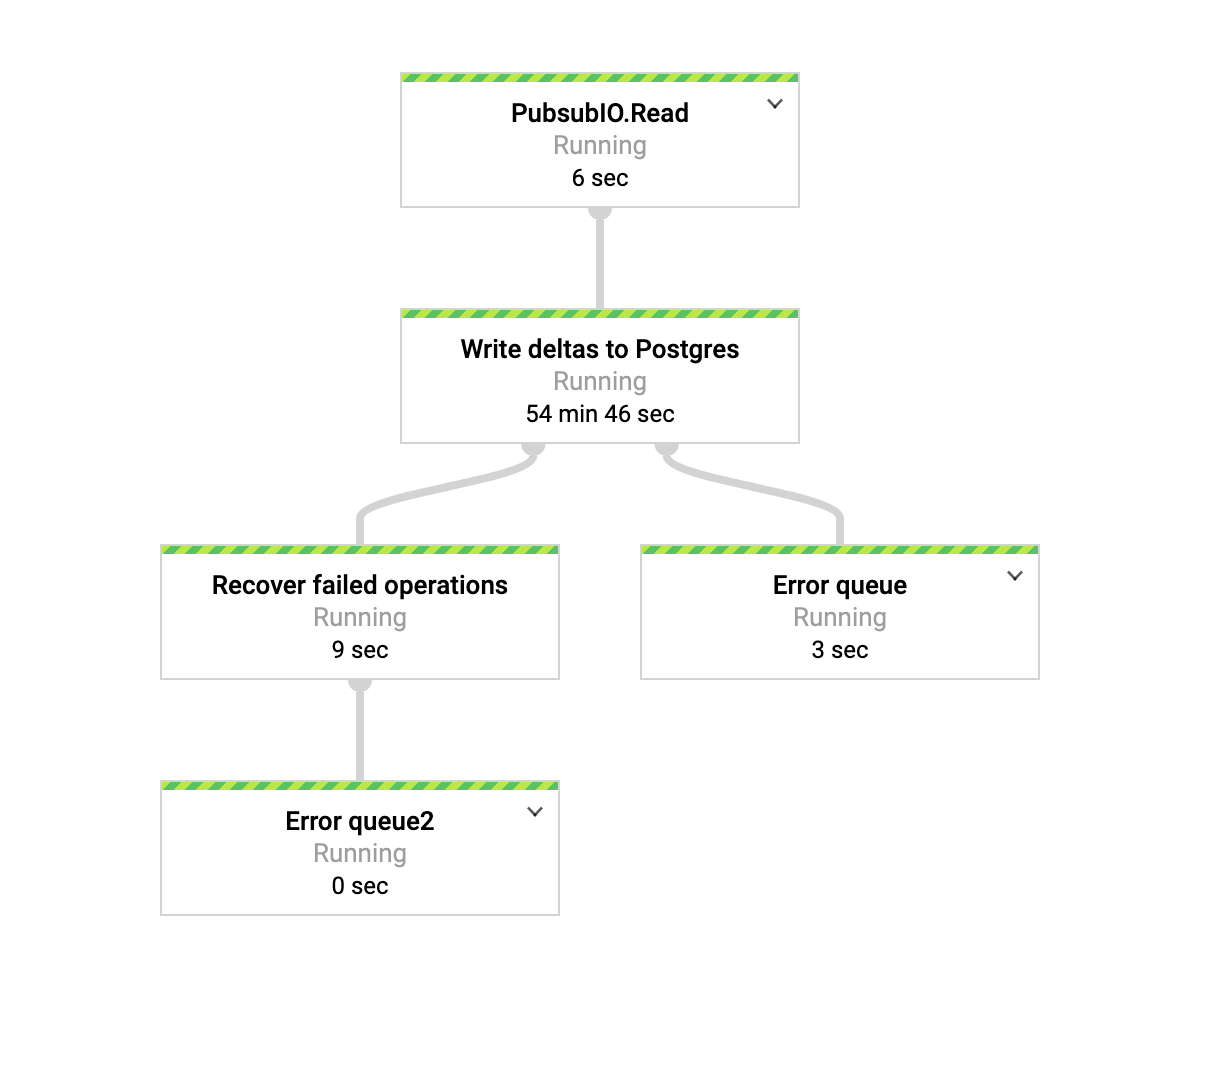 PubsubIO.Read
Running
6 sec
Write deltas to Postgres
Running
54 min 46 sec
Recover failed operations
Running
9 sec
Error queue
Running
3 sec
Error queue2
Running
0 sec